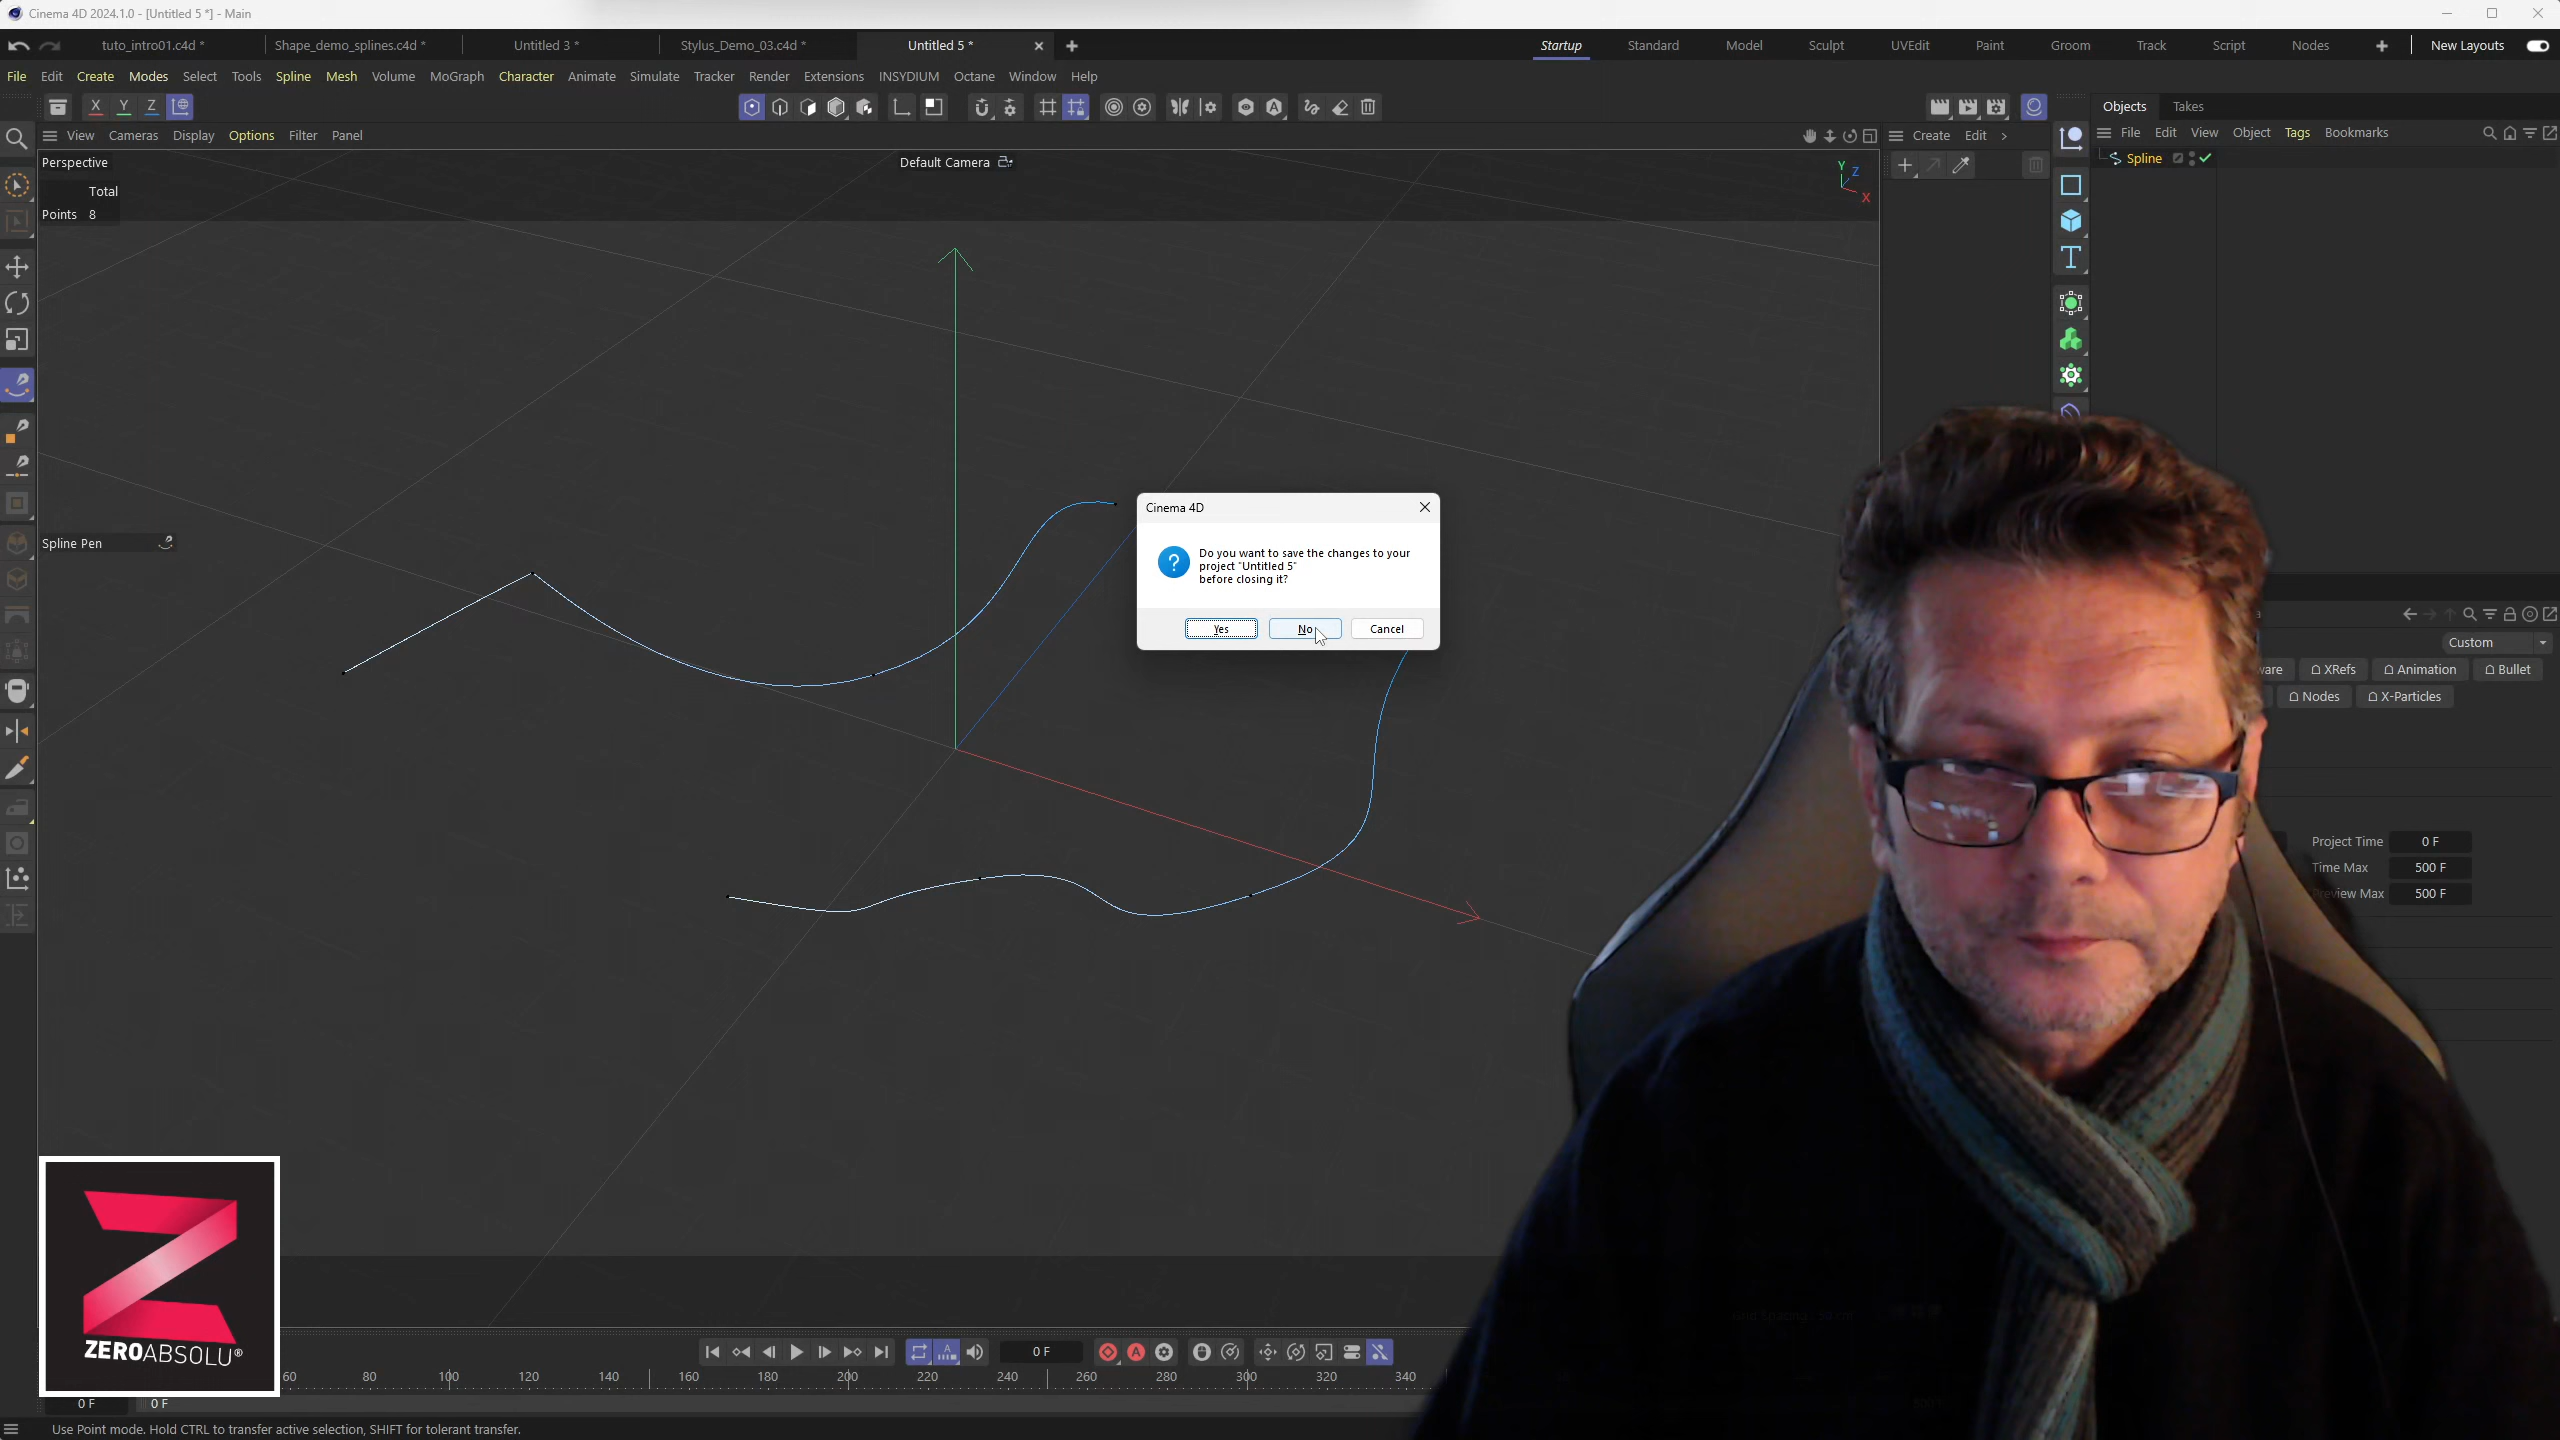 Cinema 4D 2024.1.0 - [Untitled 5 *] - Main
tuto_intro01.c4d *
Shape_demo_splines.c4d *
Untitled 3 *
Stylus_Demo_03.c4d *
Untitled 5 *
Startup
Standard
Model
Sculpt
UVEdit
Paint
Groom
Track
Script
Nodes
New Layouts
File Edit Create Modes Select Tools Spline Mesh Volume MoGraph Character Animate Simulate Tracker Render Extensions INSYDIUM Octane Window Help
X Y Z
Objects Takes
View Cameras Display Options Filter Panel
Create Edit
File Edit View Object Tags Bookmarks
Perspective
Default Camera
Spline
Y
Z
X
Total
Points 8
Spline Pen
Cinema 4D
Do you want to save the changes to your
project "Untitled 5"
before closing it?
Yes
No
Cancel
Custom
ware
XRefs
Animation
Bullet
Nodes
X-Particles
Project Time 0 F
Time Max 500 F
Preview Max 500 F
ZEROABSOLU®
0 F
60 80 100 120 140 160 180 200 220 240 260 280 300 320 340
0 F
0 F
Use Point mode. Hold CTRL to transfer active selection, SHIFT for tolerant transfer.